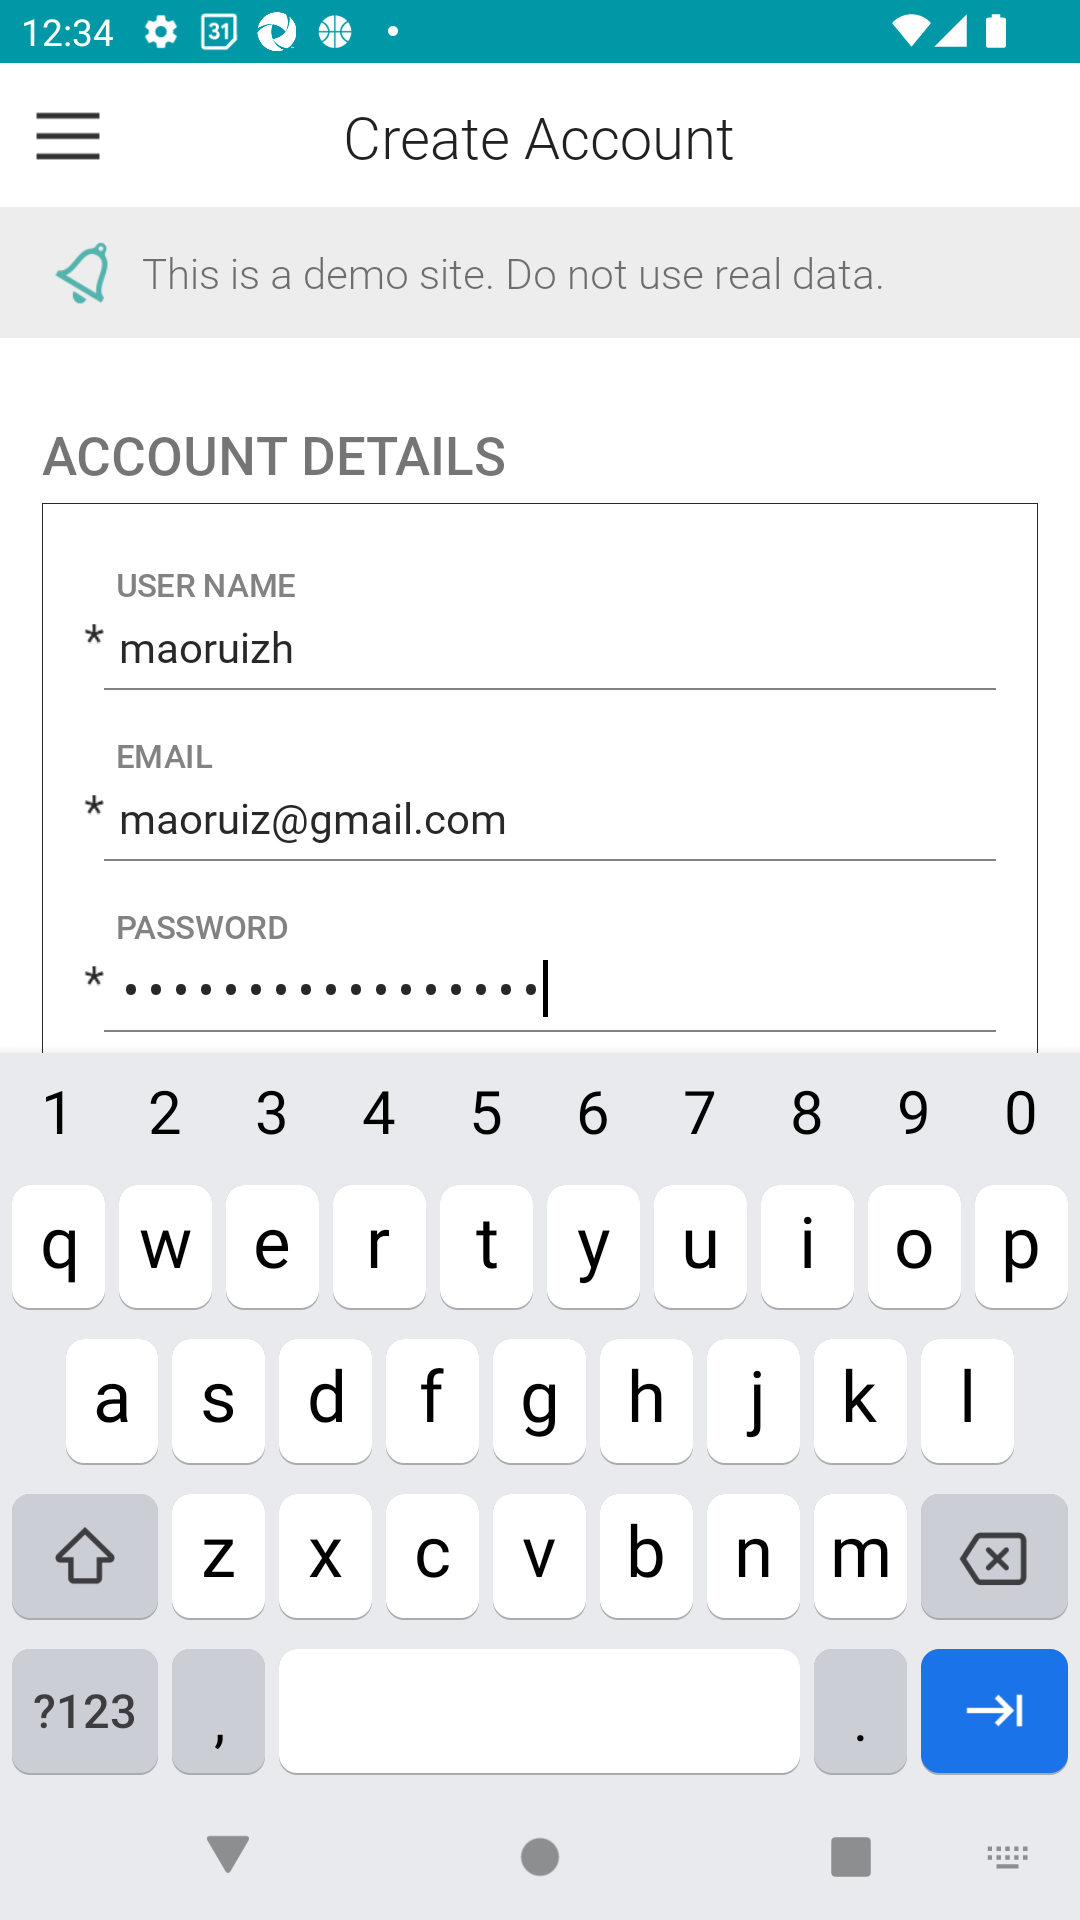 12:34 31
Create Account
This is a demo site. Do not use real data.
ACCOUNT DETAILS
USER NAME
* maoruizh
EMAIL
* maoruiz@gmail.com
PASSWORD
* •••••••••••••••••
1 2 3 4 5 6 7 8 9 0
q w e r t y u i o p
a s d f g h j k l
z x c v b n m
?123 , .